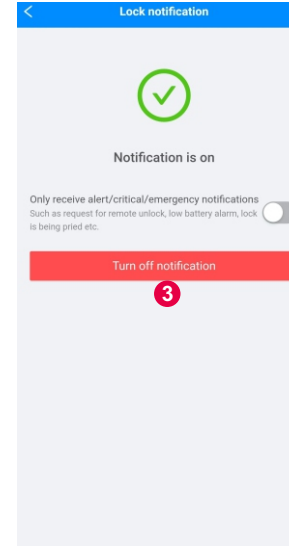 Lock notification
Notification is on
Only receive alert/critical/emergency notifications
Such as request for remote unlock, low battery alarm, lock
is being pried etc.
Turn off notification
3